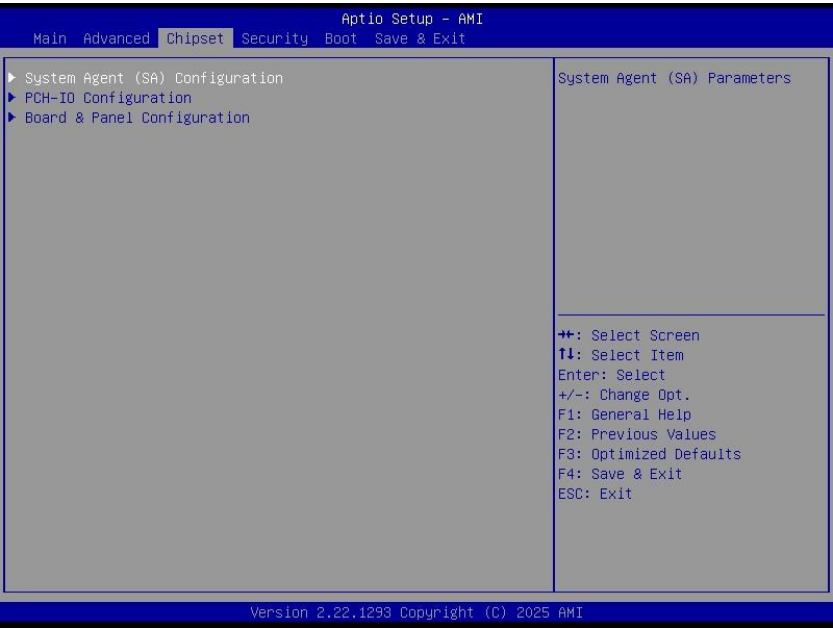 Aptio Setup - AMI
Main Advanced Chipset Security Boot Save & Exit
System Agent (SA) Configuration
PCH-IO Configuration
Board & Panel Configuration
System Agent (SA) Parameters
→←: Select Screen
↑↓: Select Item
Enter: Select
+/-: Change Opt.
F1: General Help
F2: Previous Values
F3: Optimized Defaults
F4: Save & Exit
ESC: Exit
Version 2.22.1293 Copyright (C) 2025 AMI